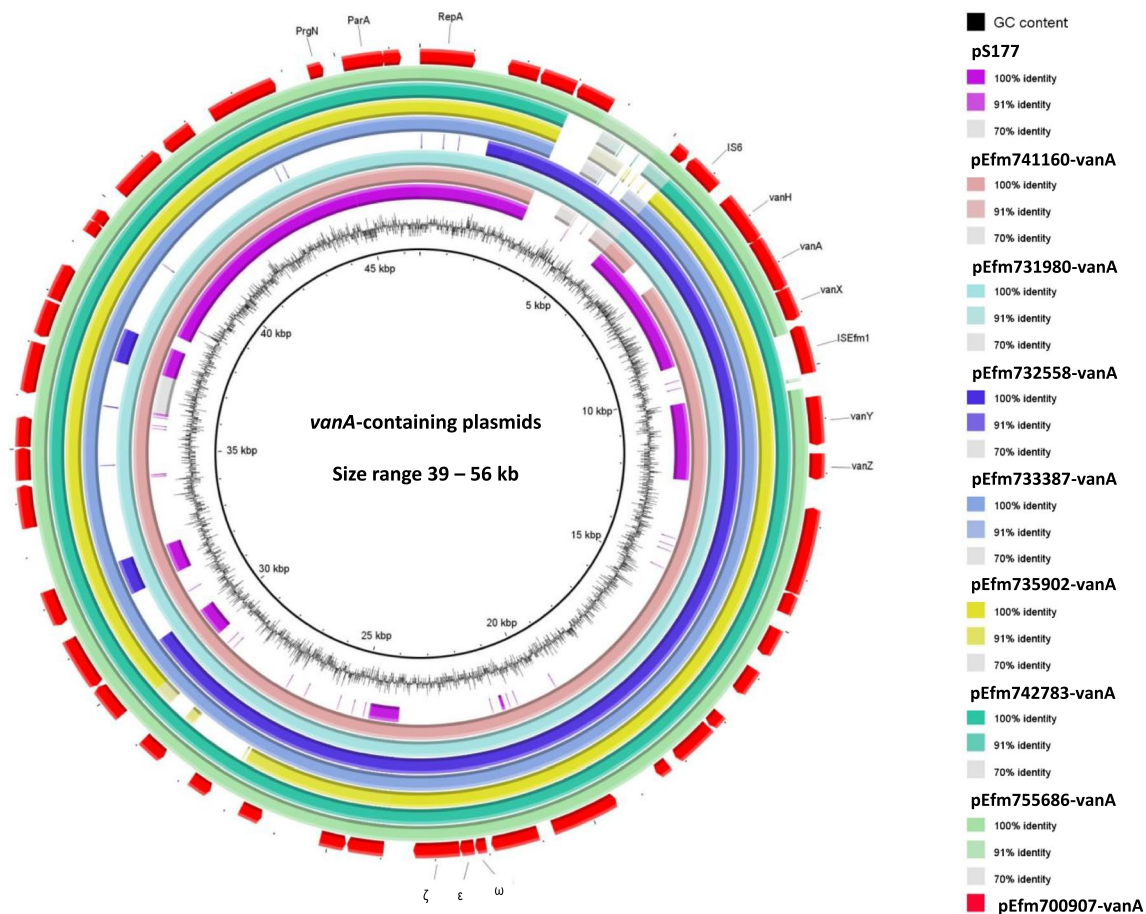 PrgN
ParA
RepA
IS6
vanH
vanA
vanX
ISEfm1
vanY
vanZ
ω
ε
ζ
45 kbp
5 kbp
40 kbp
10 kbp
35 kbp
15 kbp
30 kbp
20 kbp
25 kbp
vanA-containing plasmids
Size range 39 – 56 kb
GC content
pS177
100% identity
91% identity
70% identity
pEfm741160-vanA
100% identity
91% identity
70% identity
pEfm731980-vanA
100% identity
91% identity
70% identity
pEfm732558-vanA
100% identity
91% identity
70% identity
pEfm733387-vanA
100% identity
91% identity
70% identity
pEfm735902-vanA
100% identity
91% identity
70% identity
pEfm742783-vanA
100% identity
91% identity
70% identity
pEfm755686-vanA
100% identity
91% identity
70% identity
pEfm700907-vanA